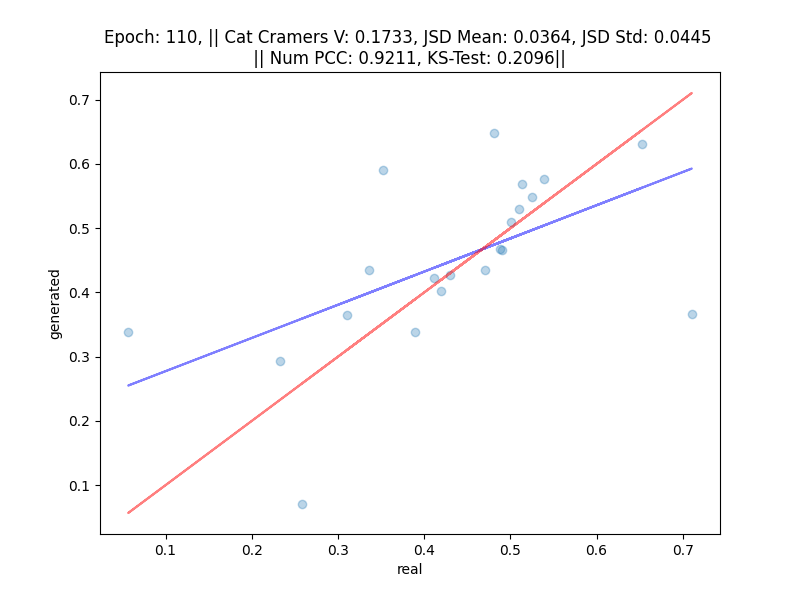 Epoch: 110, || Cat Cramers V: 0.1733, JSD Mean: 0.0364, JSD Std: 0.0445
|| Num PCC: 0.9211, KS-Test: 0.2096||
0.7
0.6
0.5
0.4
0.3
0.2
0.1
generated
0.1 0.2 0.3 0.4 0.5 0.6 0.7
real